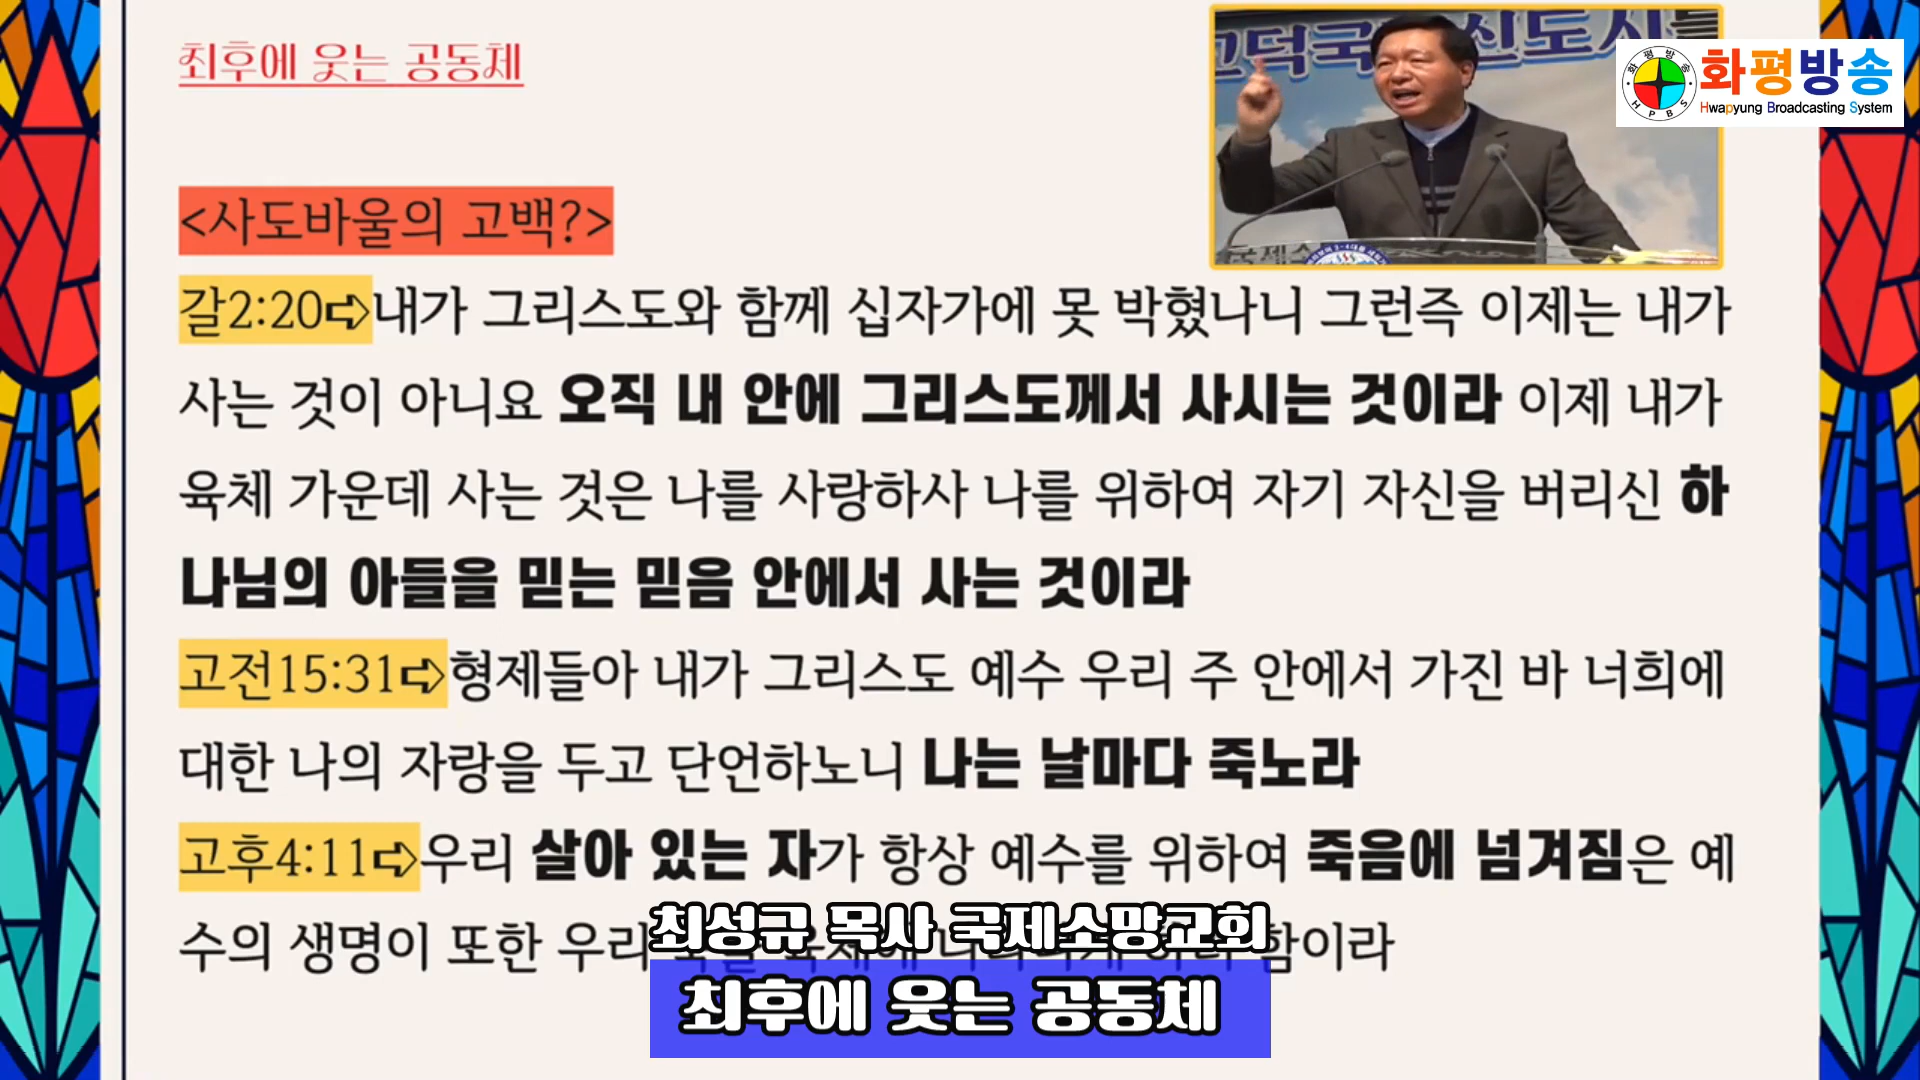 최후에 웃는 공동체
고덕국 신도시
화평방송
화평방송
HPBS
Hwapyung Broadcasting System
<사도바울의 고백?>
갈2:20➪내가 그리스도와 함께 십자가에 못 박혔나니 그런즉 이제는 내가
사는 것이 아니요 오직 내 안에 그리스도께서 사시는 것이라 이제 내가
육체 가운데 사는 것은 나를 사랑하사 나를 위하여 자기 자신을 버리신 하
나님의 아들을 믿는 믿음 안에서 사는 것이라
고전15:31➪형제들아 내가 그리스도 예수 우리 주 안에서 가진 바 너희에
대한 나의 자랑을 두고 단언하노니 나는 날마다 죽노라
고후4:11➪우리 살아 있는 자가 항상 예수를 위하여 죽음에 넘겨짐은 예
수의 생명이 또한 우리 함이라
최성규 목사 국제소망교회
최후에 웃는 공동체